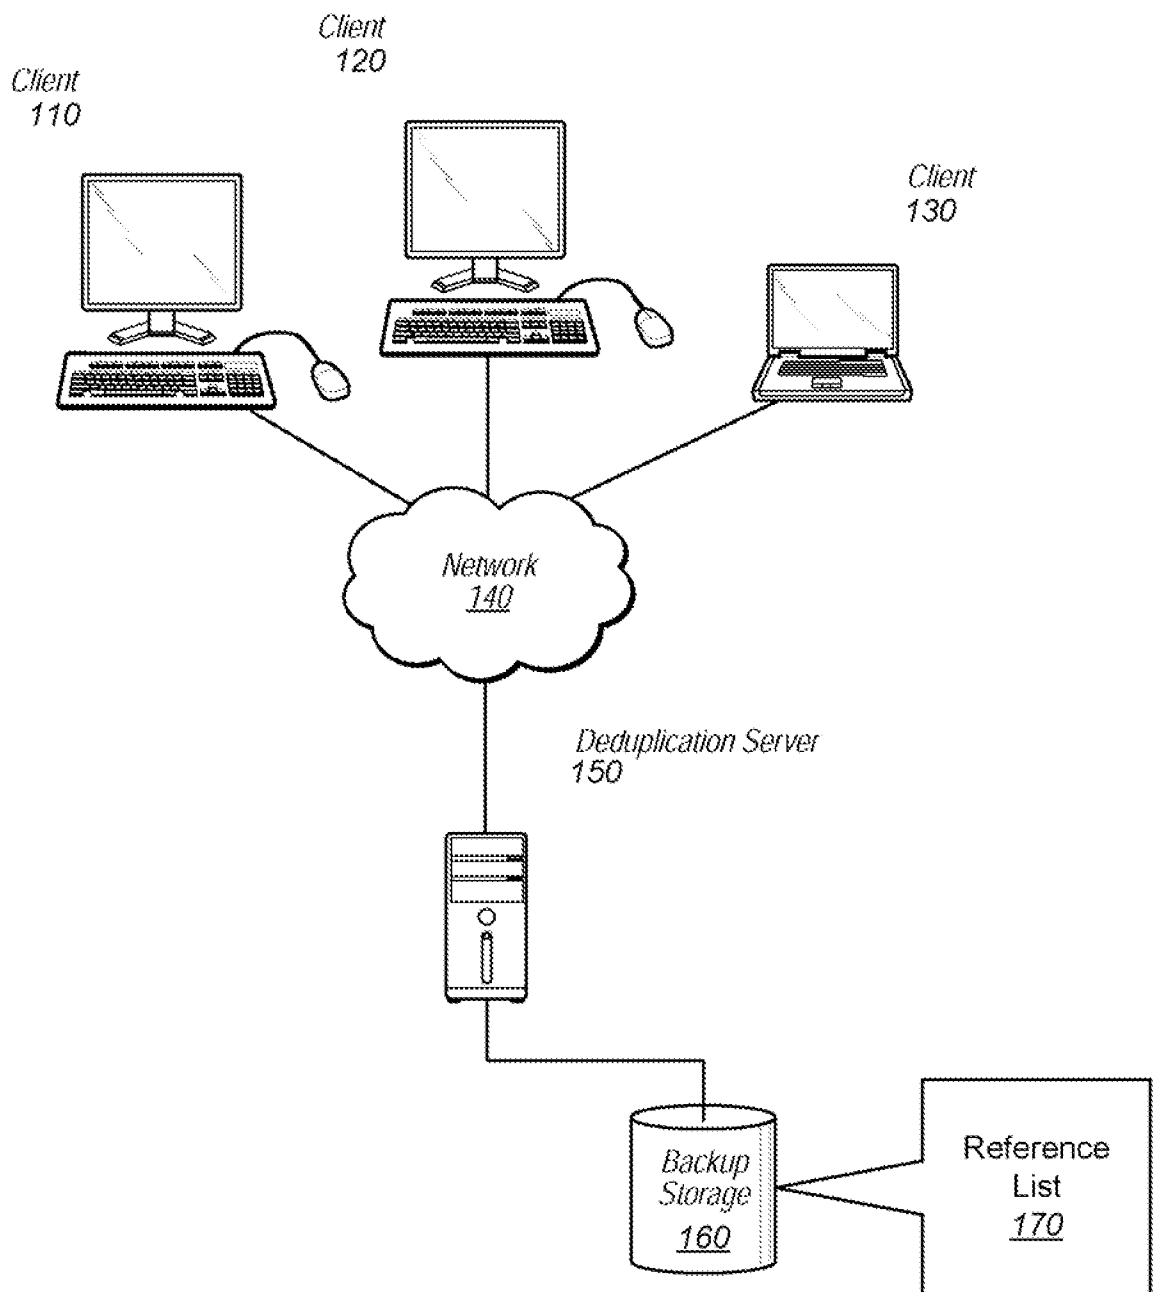 Client
120
Client
110
Client
130
Network
140
Deduplication Server
150
Backup
Storage
160
Reference
List
170